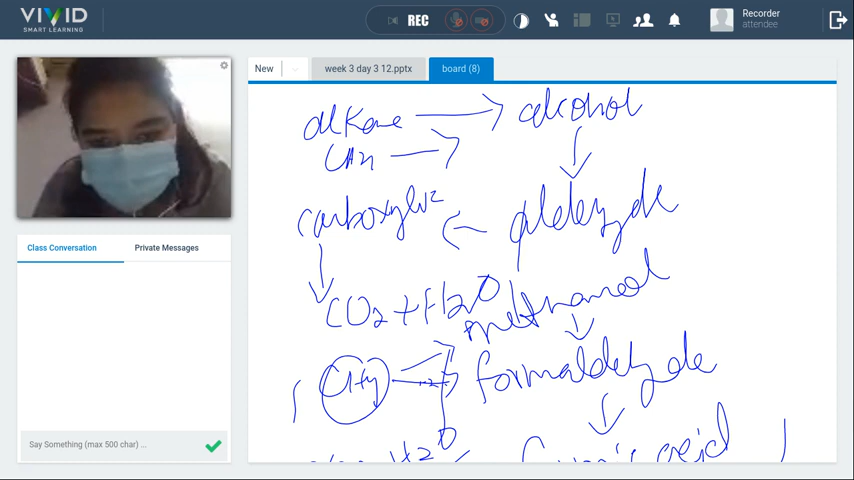 VIVID
SMART LEARNING
REC
Recorder
attendee
New
week 3 day 3 12.pptx
board (8)
alkane → alcohol
CH4 →
carboxylic ← aldehyde
CO2 + H2O
methanol
CH4 → formaldehyde
H2O
acid
Class Conversation
Private Messages
Say Something (max 500 char) ...